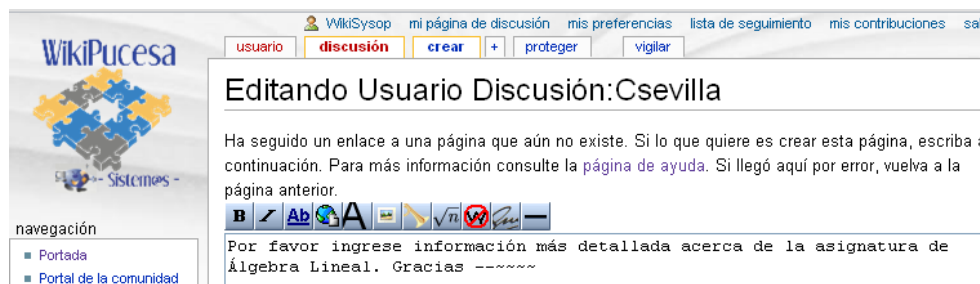 WikiSysop mi página de discusión mis preferencias lista de seguimiento mis contribuciones sa
usuario discusión crear + proteger vigilar
WikiPucesa
Sistem@s -
Editando Usuario Discusión:Csevilla
Ha seguido un enlace a una página que aún no existe. Si lo que quiere es crear esta página, escriba a
continuación. Para más información consulte la página de ayuda. Si llegó aquí por error, vuelva a la
página anterior.
B I Ab A √n W
Por favor ingrese información más detallada acerca de la asignatura de
Álgebra Lineal. Gracias --~~~~
navegación
Portada
Portal de la comunidad